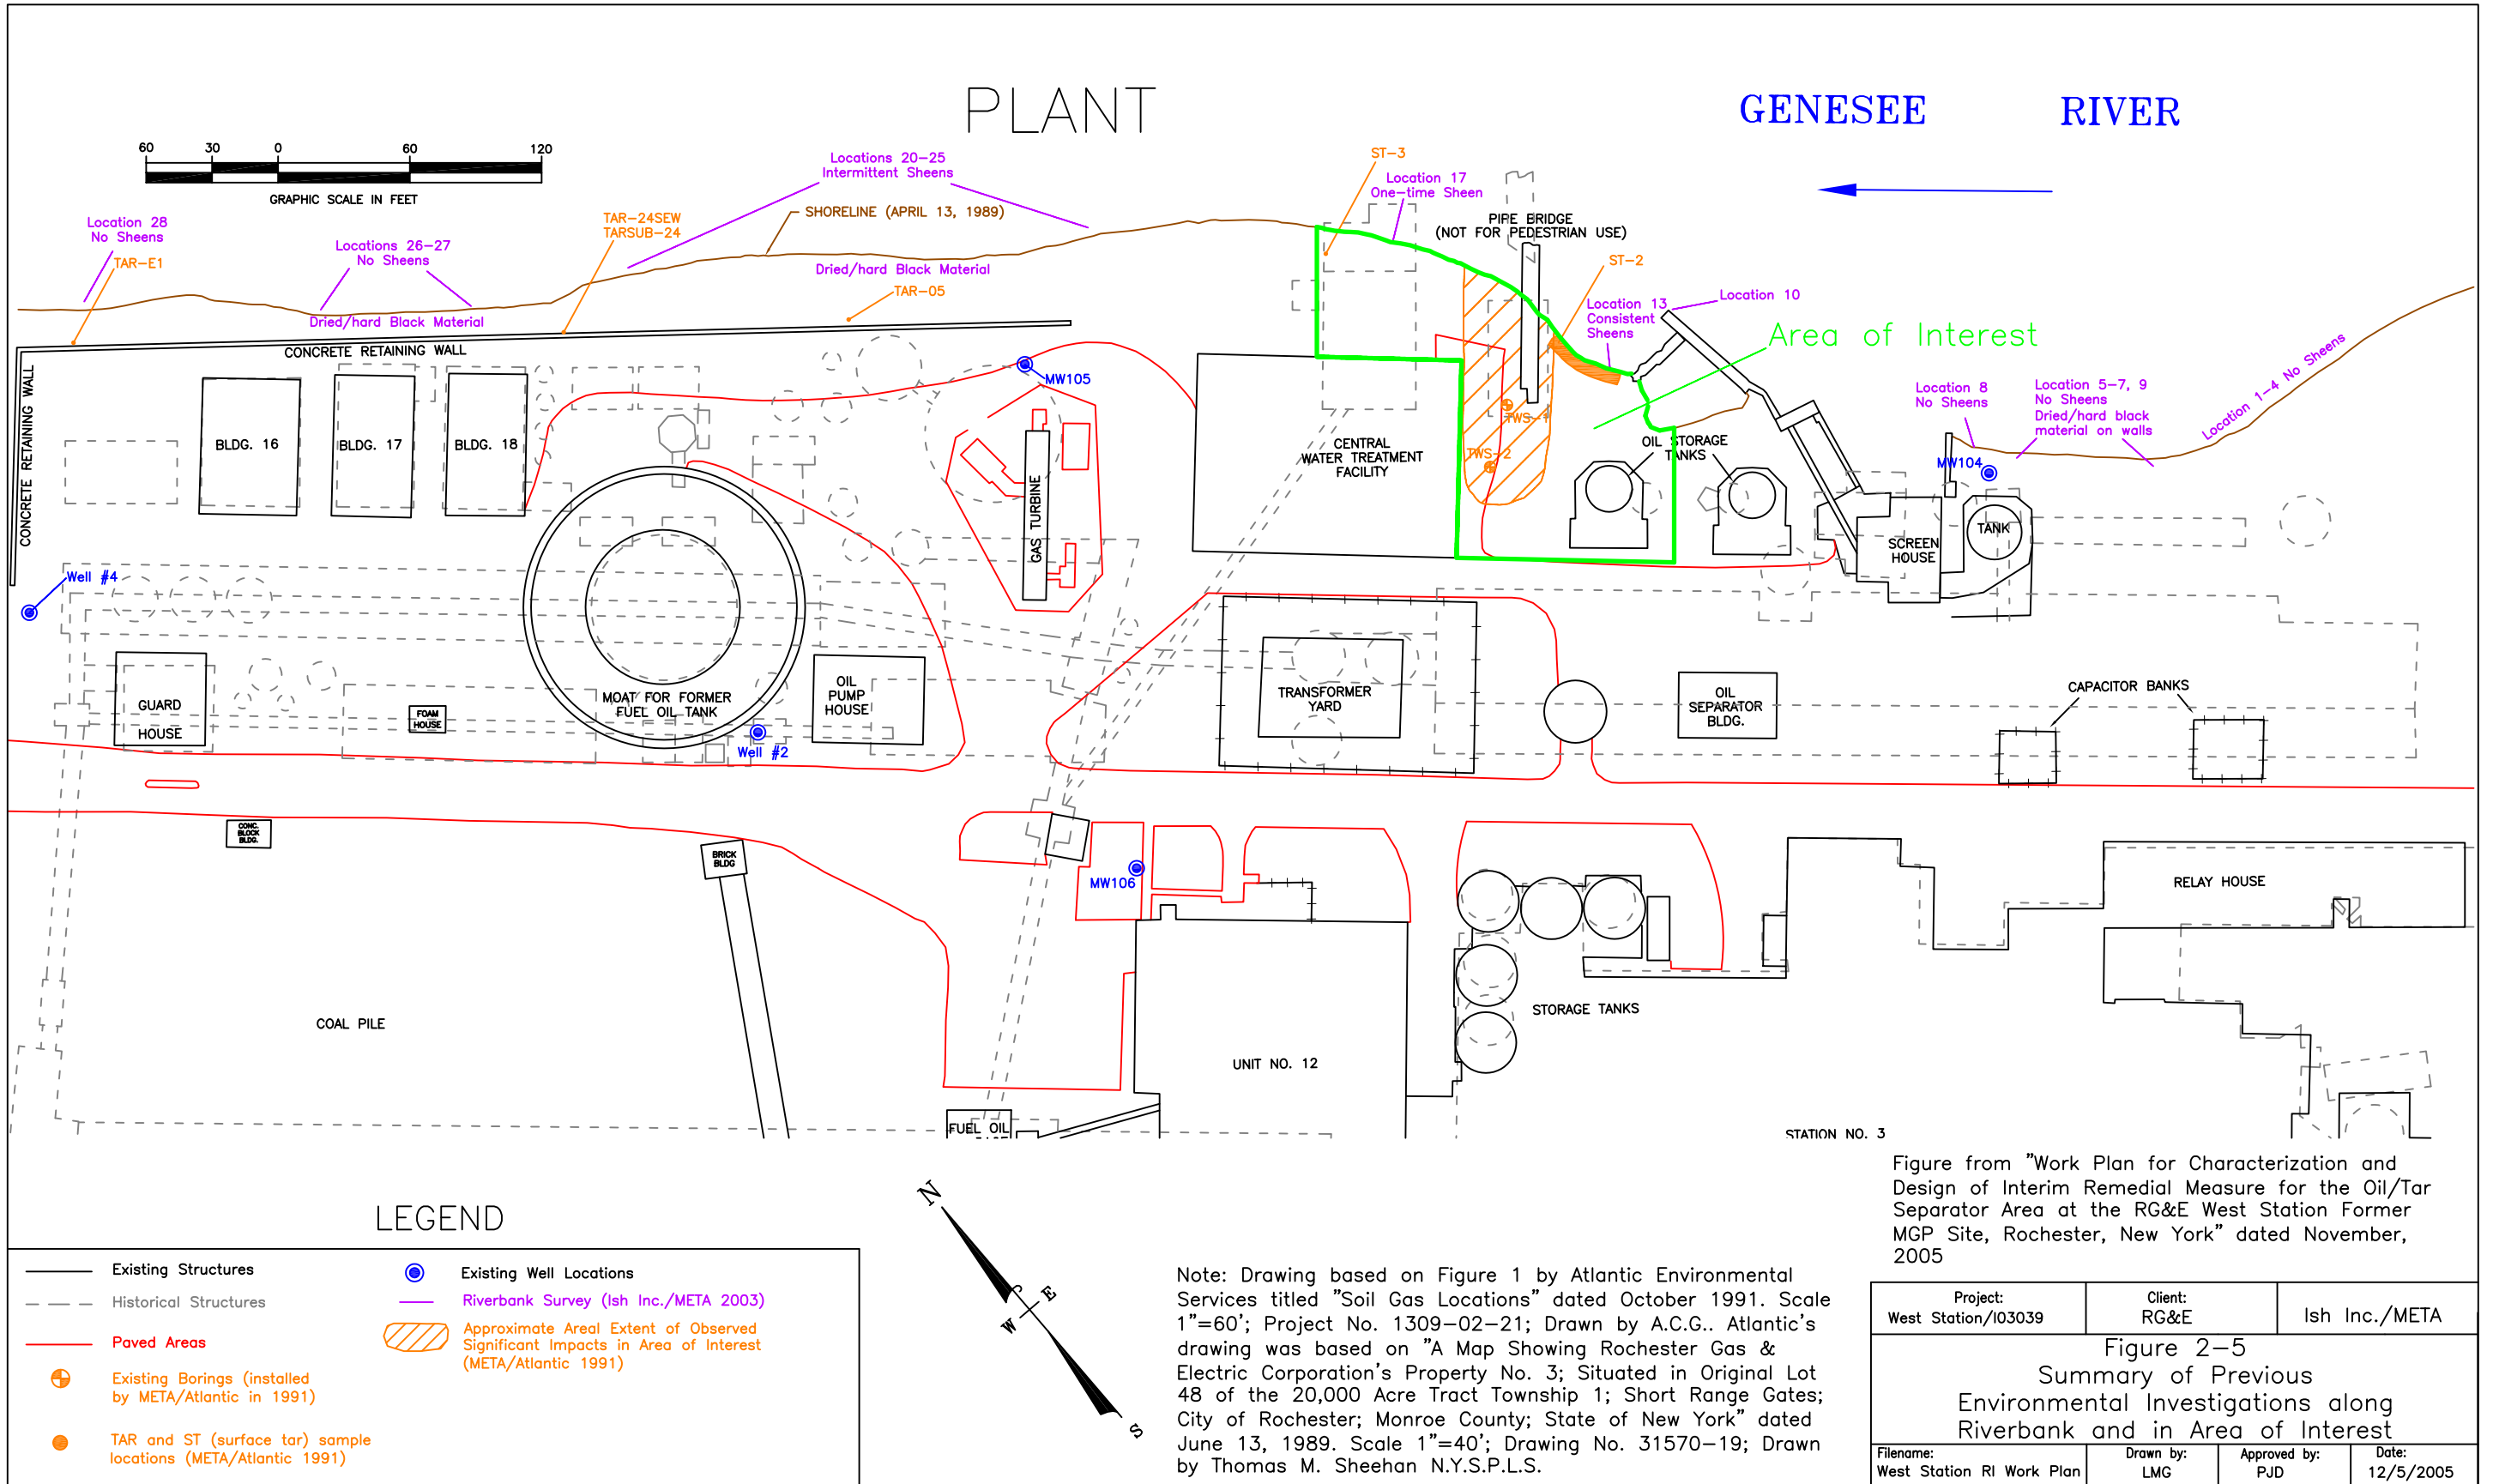 PLANT
GENESEE RIVER
60 30 0 60 120
GRAPHIC SCALE IN FEET
Locations 20-25
Intermittent Sheens
ST-3
Location 17
One-time Sheen
PIPE BRIDGE
(NOT FOR PEDESTRIAN USE)
Location 28
No Sheens
TAR-E1
Locations 26-27
No Sheens
TAR-24SEW
TARSUB-24
SHORELINE (APRIL 13, 1989)
Dried/hard Black Material
TAR-05
Dried/hard Black Material
ST-2
Location 13
Consistent
Sheens
Location 10
Area of Interest
CONCRETE RETAINING WALL
CONCRETE RETAINING WALL
MW105
Location 8
No Sheens
Location 5-7, 9
No Sheens
Dried/hard black
material on walls
Location 1-4 No Sheens
BLDG. 16
BLDG. 17
BLDG. 18
GAS TURBINE
CENTRAL
WATER TREATMENT
FACILITY
TWS-1
TWS-2
OIL STORAGE
TANKS
MW104
TANK
SCREEN
HOUSE
Well #4
GUARD
HOUSE
FOAM
HOUSE
MOAT FOR FORMER
FUEL OIL TANK
Well #2
OIL
PUMP
HOUSE
TRANSFORMER
YARD
OIL
SEPARATOR
BLDG.
CAPACITOR BANKS
CONC.
BLOCK
BLDG.
BRICK
BLDG
MW106
RELAY HOUSE
COAL PILE
STORAGE TANKS
UNIT NO. 12
FUEL OIL
STATION NO. 3
Figure from "Work Plan for Characterization and
Design of Interim Remedial Measure for the Oil/Tar
Separator Area at the RG&E West Station Former
MGP Site, Rochester, New York" dated November,
2005
N
E
W
S
LEGEND
Existing Structures
Historical Structures
Paved Areas
Existing Borings (installed
by META/Atlantic in 1991)
TAR and ST (surface tar) sample
locations (META/Atlantic 1991)
Existing Well Locations
Riverbank Survey (Ish Inc./META 2003)
Approximate Areal Extent of Observed
Significant Impacts in Area of Interest
(META/Atlantic 1991)
Note: Drawing based on Figure 1 by Atlantic Environmental
Services titled "Soil Gas Locations" dated October 1991. Scale
1"=60'; Project No. 1309-02-21; Drawn by A.C.G.. Atlantic's
drawing was based on "A Map Showing Rochester Gas &
Electric Corporation's Property No. 3; Situated in Original Lot
48 of the 20,000 Acre Tract Township 1; Short Range Gates;
City of Rochester; Monroe County; State of New York" dated
June 13, 1989. Scale 1"=40'; Drawing No. 31570-19; Drawn
by Thomas M. Sheehan N.Y.S.P.L.S.
Project:
West Station/I03039
Client:
RG&E
Ish Inc./META
Figure 2-5
Summary of Previous
Environmental Investigations along
Riverbank and in Area of Interest
Filename:
West Station RI Work Plan
Drawn by:
LMG
Approved by:
PJD
Date:
12/5/2005